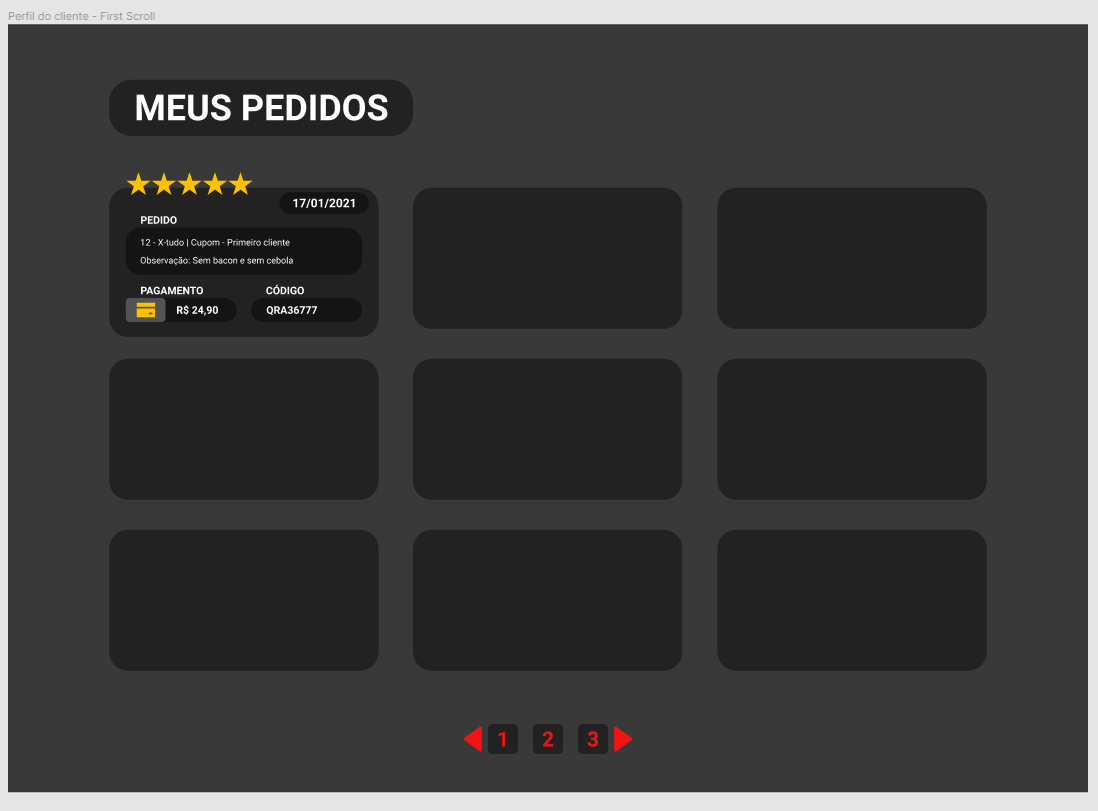 Perfil do cliente - First Scroll
MEUS PEDIDOS
17/01/2021
PEDIDO
12 - X-tudo | Cupom - Primeiro cliente
Observação: Sem bacon e sem cebola
PAGAMENTO
CÓDIGO
R$ 24,90
QRA36777
1 2 3